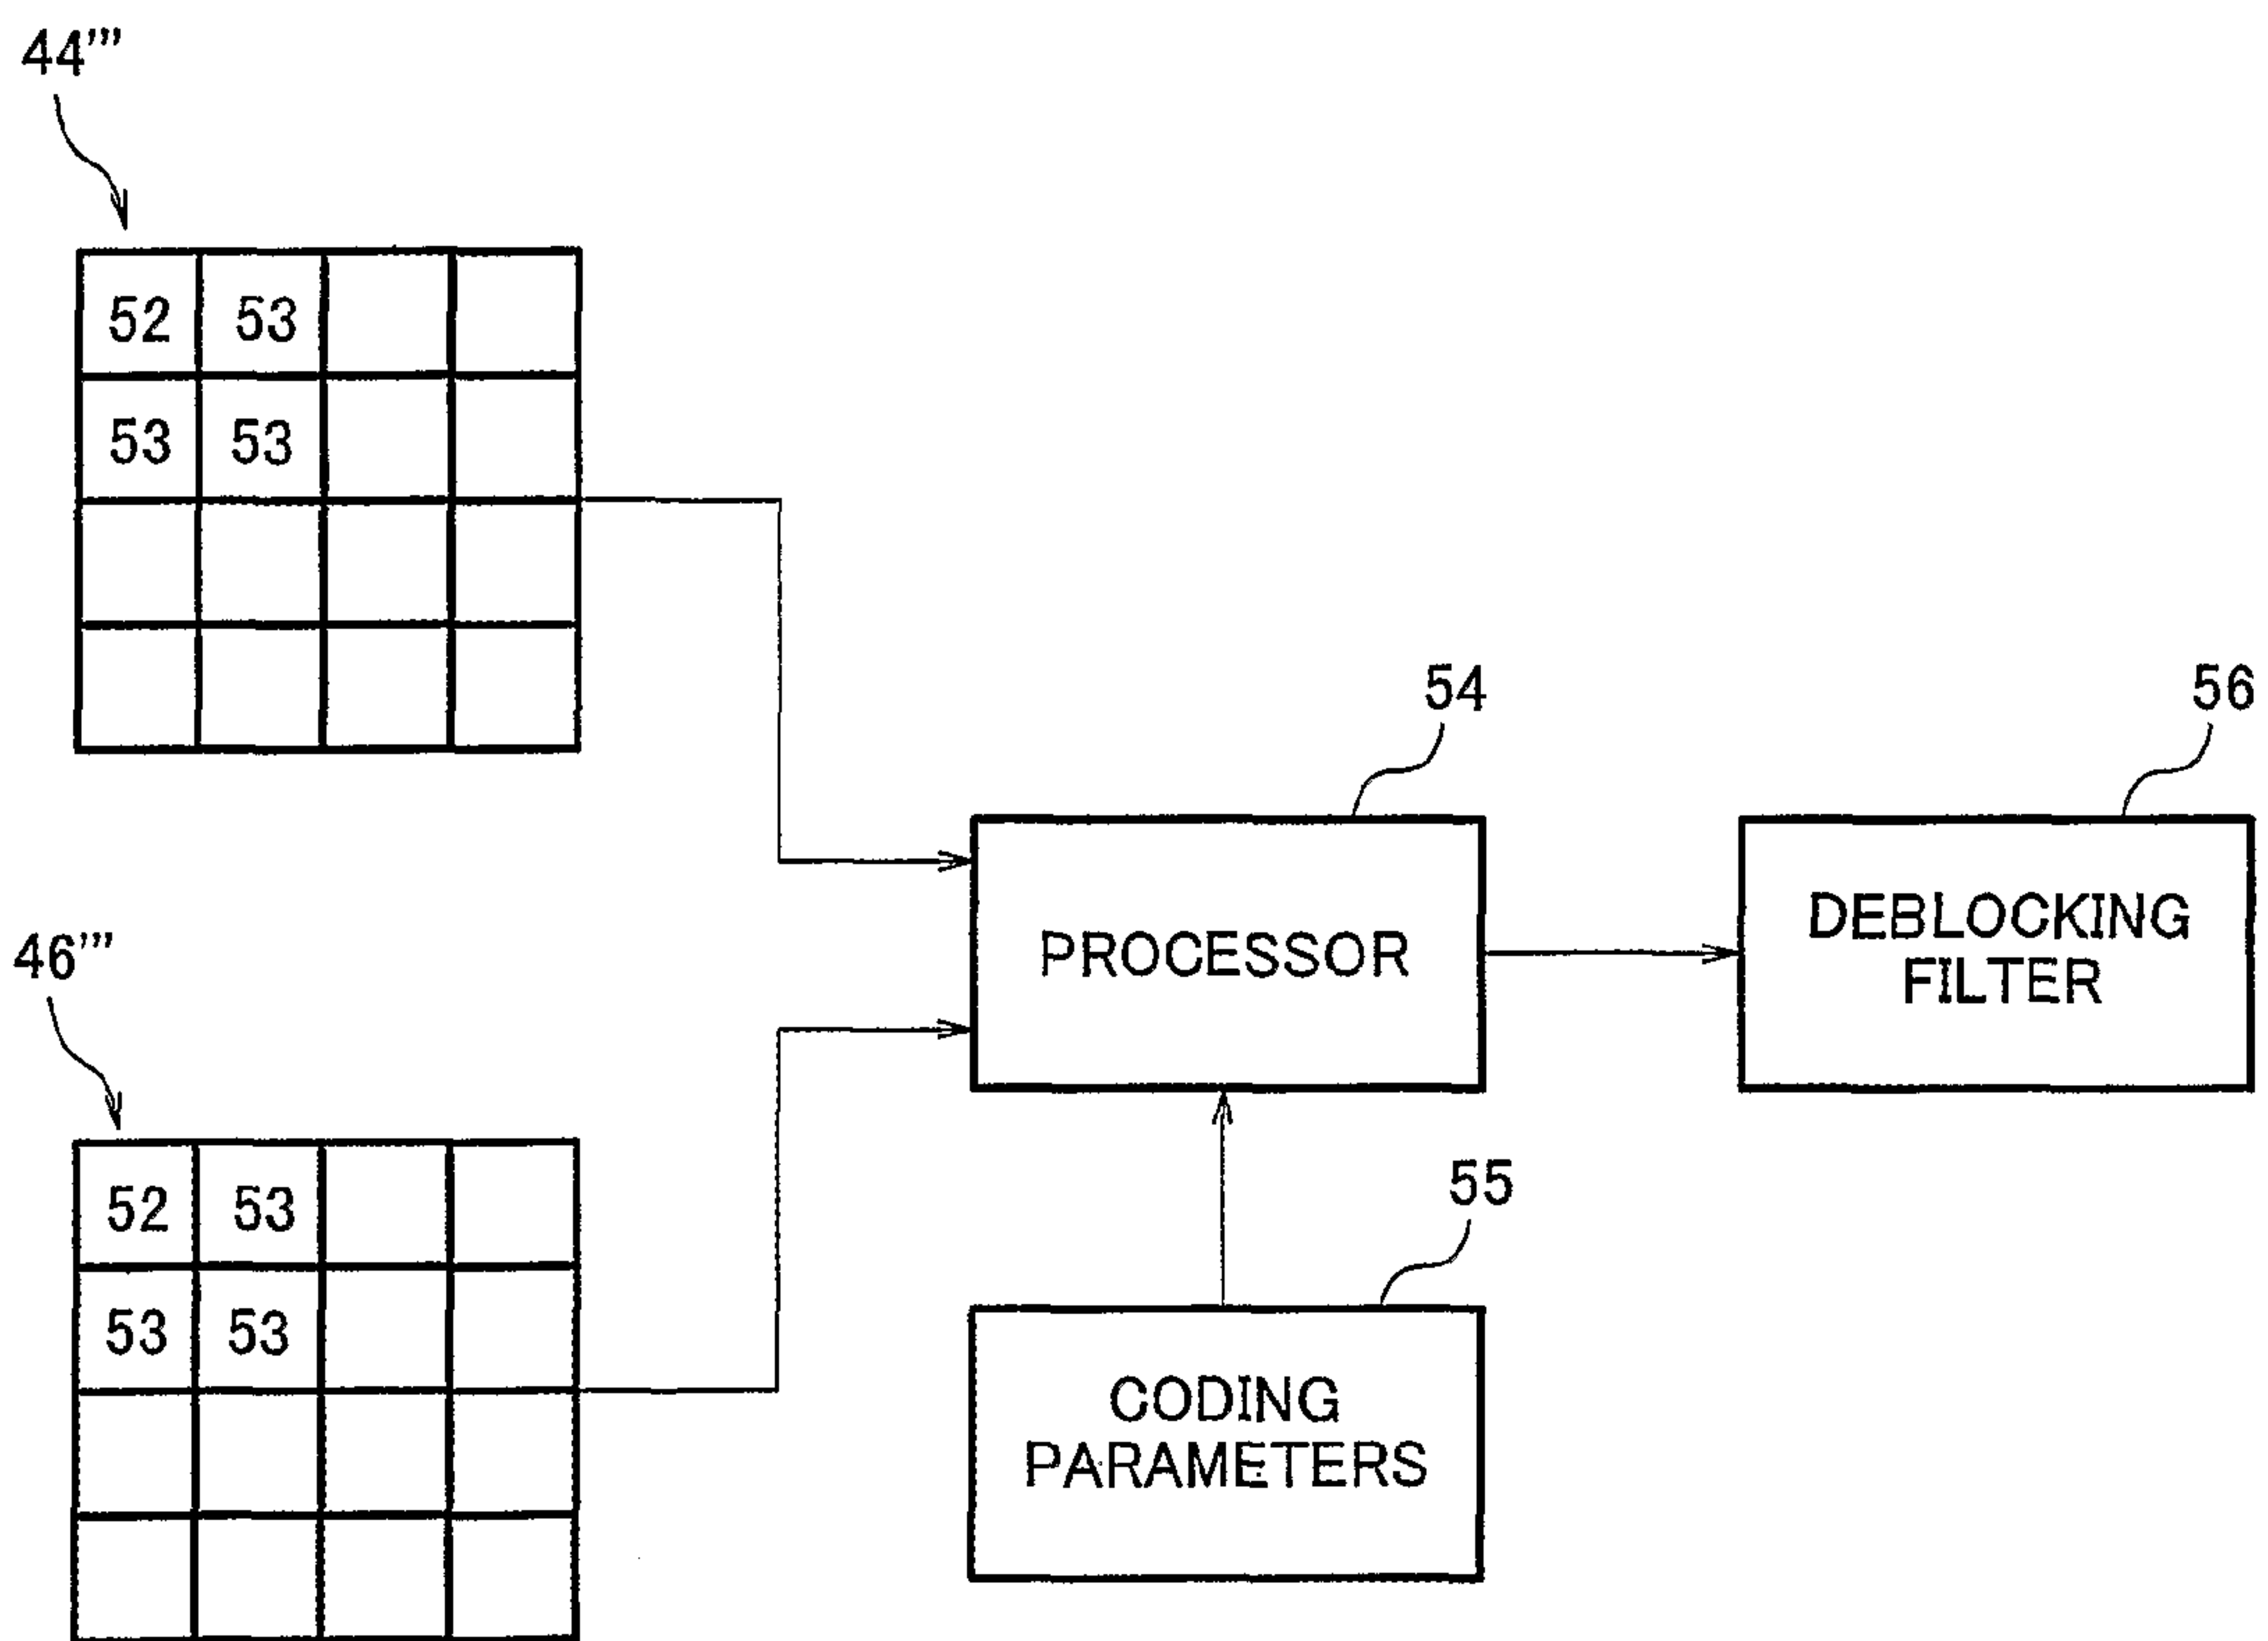 44'''
52 53
53 53
54
56
PROCESSOR
DEBLOCKING
FILTER
46'''
52 53
53 53
55
CODING
PARAMETERS